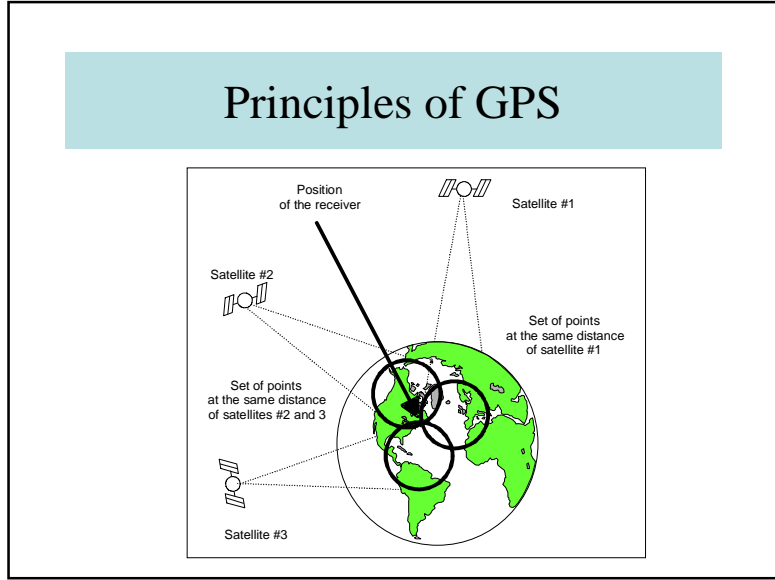 Principles of GPS
Position
of the receiver
Satellite #1
Satellite #2
Set of points
at the same distance
of satellite #1
Set of points
at the same distance
of satellites #2 and 3
Satellite #3